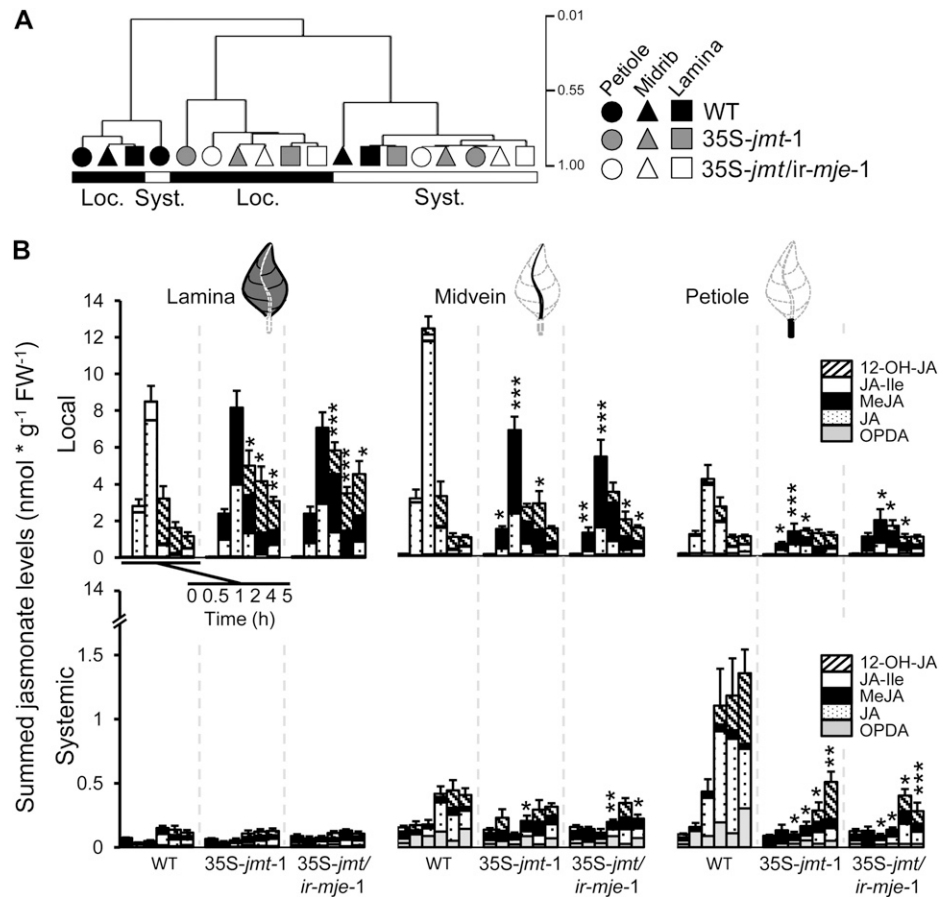 A
0.01
0.55
1.00
Petiole
Midrib
Lamina
WT
35S-jmt-1
35S-jmt/ir-mje-1
Loc.
Syst.
Loc.
Syst.
B
Lamina
Midvein
Petiole
Summed jasmonate levels (nmol * g-1 FW-1)
Local
14
12
10
8
6
4
2
0
* * * *** *** *
* *** * ** *** * *
* *** * * * *
12-OH-JA
JA-Ile
MeJA
JA
OPDA
0 0.5 1 2 4 5
Time (h)
Systemic
14
1.5
1
0.5
0
* ** *
* * * ** * * * ***
12-OH-JA
JA-Ile
MeJA
JA
OPDA
WT
35S-jmt-1
35S-jmt/
ir-mje-1
WT
35S-jmt-1
35S-jmt/
ir-mje-1
WT
35S-jmt-1
35S-jmt/
ir-mje-1